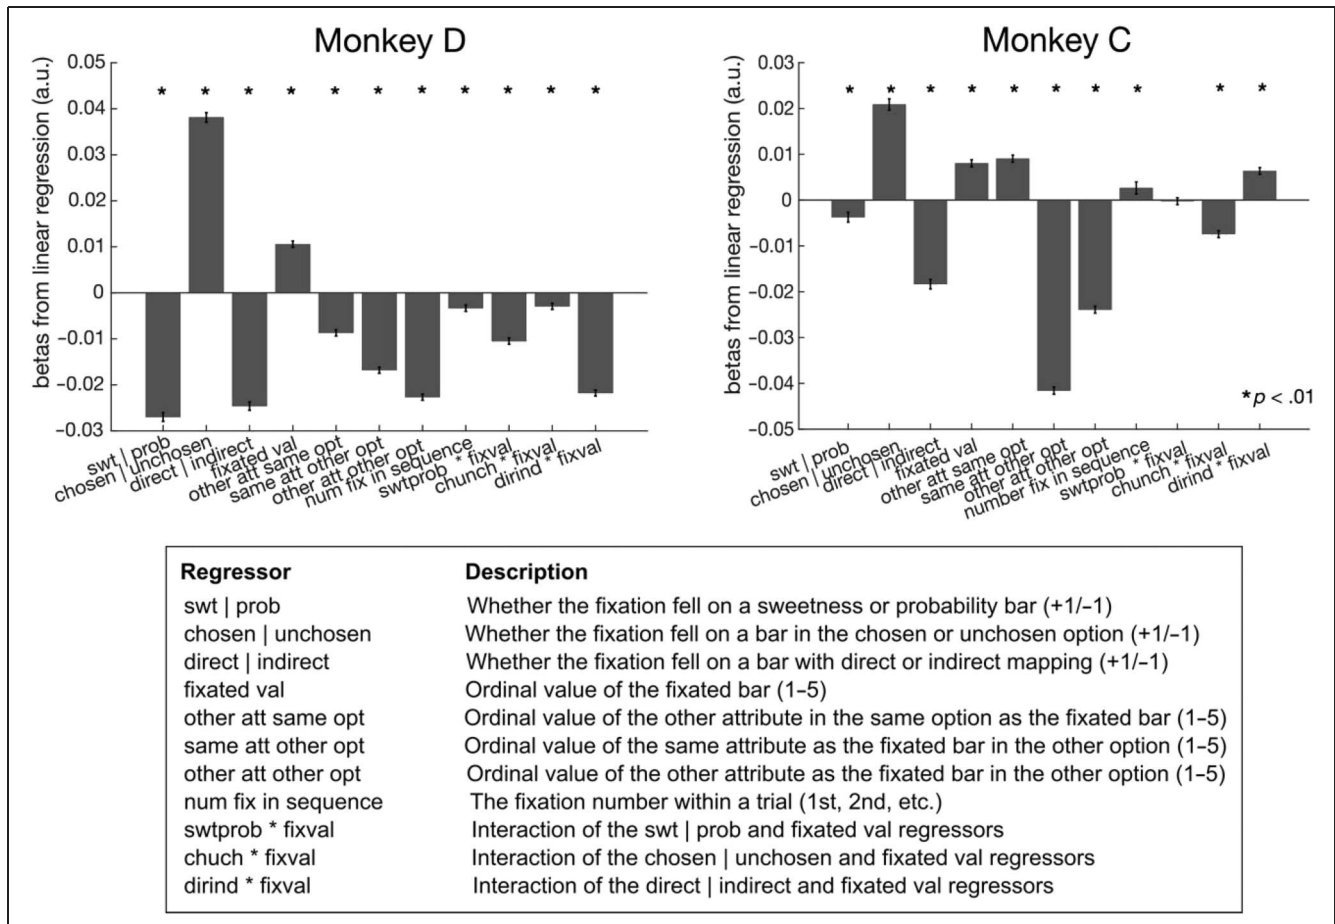 Monkey D
betas from linear regression (a.u.)
0.05
0.04
0.03
0.02
0.01
0
−0.01
−0.02
−0.03
* * * * * * * * * * *
swt | prob
chosen | unchosen
direct | indirect
fixated val
other att same opt
same att other opt
other att other opt
num fix in sequence
swtprob * fixval
chunch * fixval
dirind * fixval
Monkey C
betas from linear regression (a.u.)
0.03
0.02
0.01
0
−0.01
−0.02
−0.03
−0.04
−0.05
* * * * * * * * * *
*p < .01
swt | prob
chosen | unchosen
direct | indirect
fixated val
other att same opt
same att other opt
other att other opt
number fix in sequence
swtprob * fixval
chunch * fixval
dirind * fixval
Regressor Description
swt | prob Whether the fixation fell on a sweetness or probability bar (+1/−1)
chosen | unchosen Whether the fixation fell on a bar in the chosen or unchosen option (+1/−1)
direct | indirect Whether the fixation fell on a bar with direct or indirect mapping (+1/−1)
fixated val Ordinal value of the fixated bar (1−5)
other att same opt Ordinal value of the other attribute in the same option as the fixated bar (1−5)
same att other opt Ordinal value of the same attribute as the fixated bar in the other option (1−5)
other att other opt Ordinal value of the other attribute as the fixated bar in the other option (1−5)
num fix in sequence The fixation number within a trial (1st, 2nd, etc.)
swtprob * fixval Interaction of the swt | prob and fixated val regressors
chuch * fixval Interaction of the chosen | unchosen and fixated val regressors
dirind * fixval Interaction of the direct | indirect and fixated val regressors